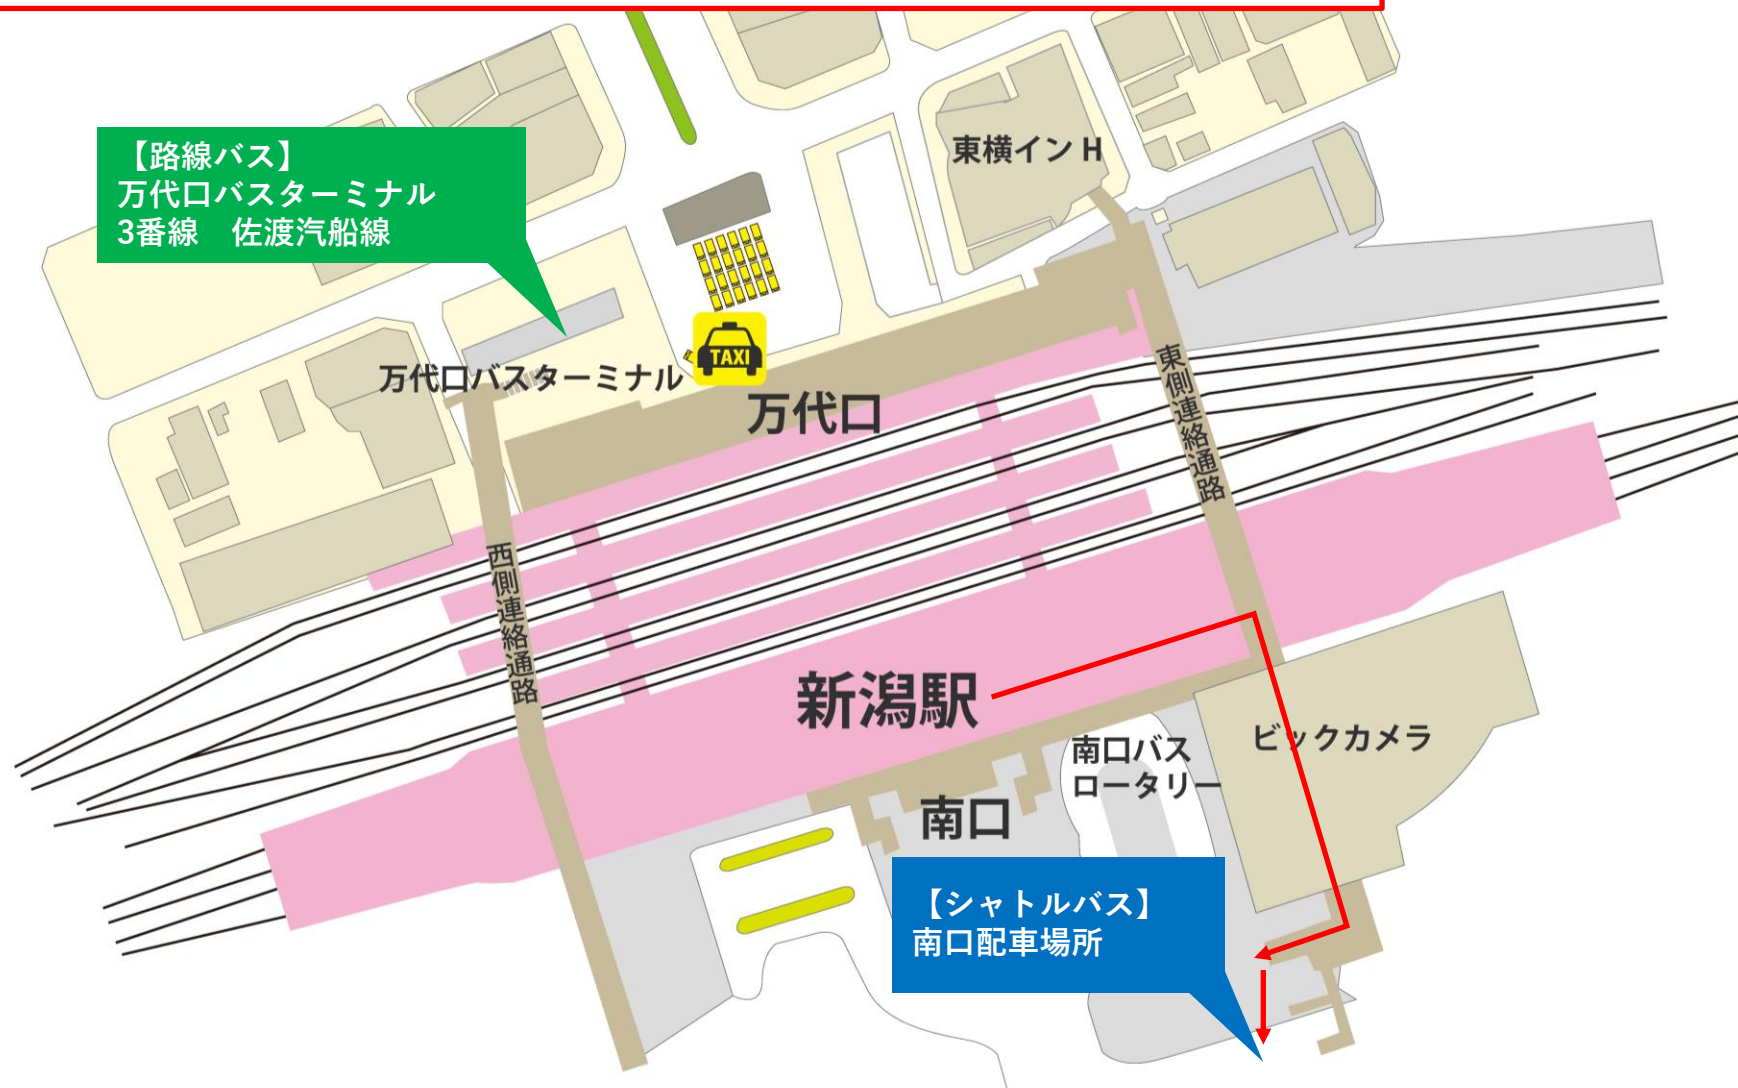 東横イン H
【路線バス】
万代口バスターミナル
3番線　佐渡汽船線
TAXI
万代口バスターミナル
万代口
東側連絡通路
西側連絡通路
新潟駅
南口バス
ロータリー
ビックカメラ
南口
【シャトルバス】
南口配車場所